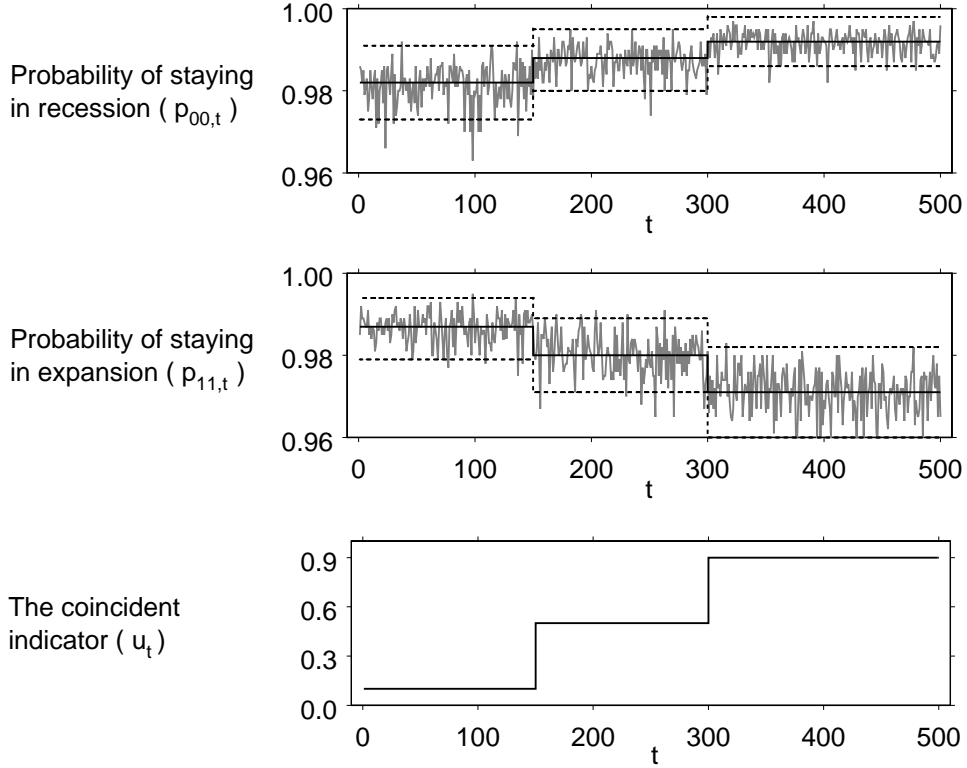 Probability of staying
in recession ( p00,t )
1.00
0.98
0.96
0 100 200 300 400 500
t
Probability of staying
in expansion ( p11,t )
1.00
0.98
0.96
0 100 200 300 400 500
t
The coincident
indicator ( ut )
0.9
0.6
0.3
0.0
0 100 200 300 400 500
t